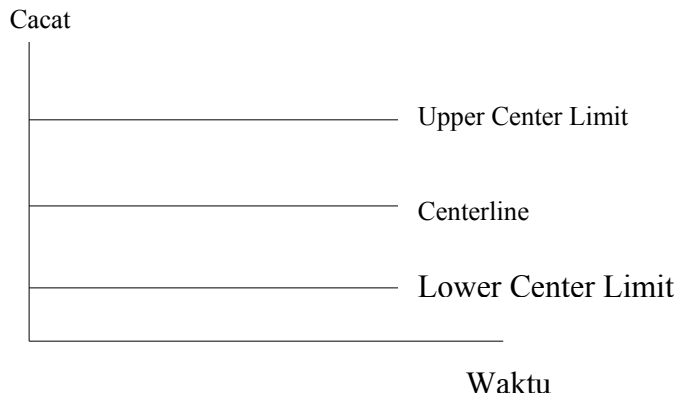 Cacat
Upper Center Limit
Centerline
Lower Center Limit
Waktu